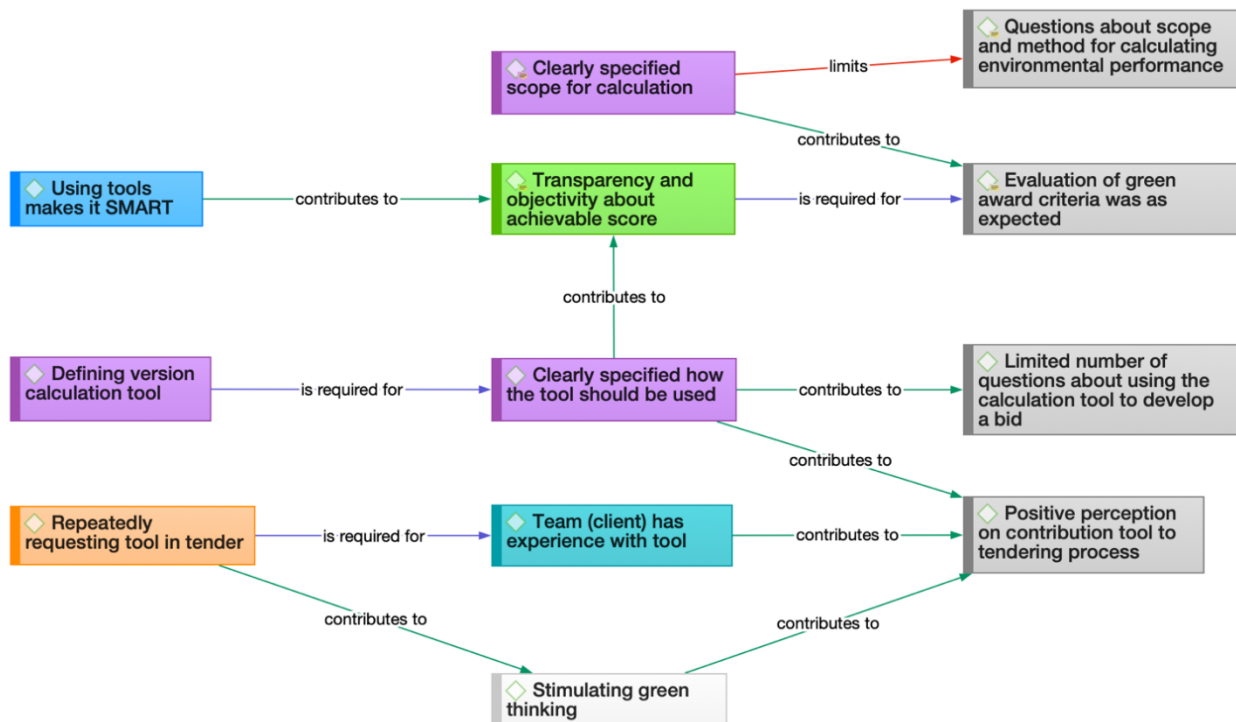 Questions about scope
and method for calculating
environmental performance
Clearly specified
scope for calculation
limits
contributes to
Using tools
makes it SMART
contributes to
Transparency and
objectivity about
achievable score
is required for
Evaluation of green
award criteria was as
expected
contributes to
Defining version
calculation tool
is required for
Clearly specified how
the tool should be used
contributes to
Limited number of
questions about using the
calculation tool to develop
a bid
contributes to
Repeatedly
requesting tool in tender
is required for
Team (client) has
experience with tool
contributes to
Positive perception
on contribution tool to
tendering process
contributes to
contributes to
Stimulating green
thinking